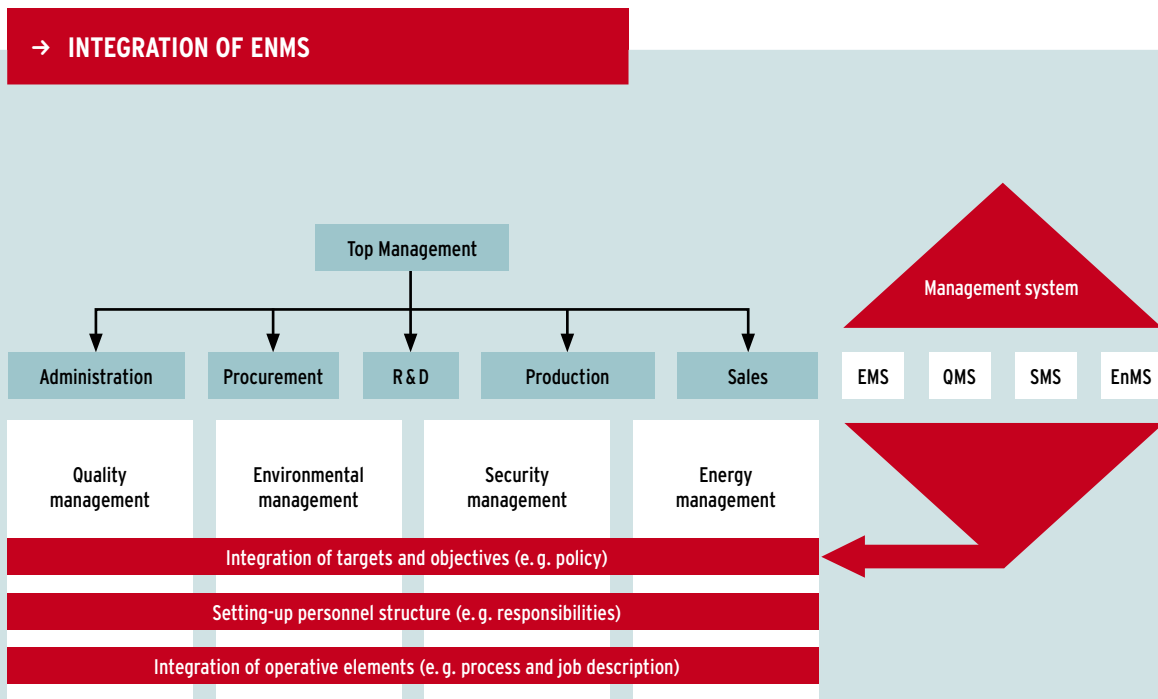 → INTEGRATION OF ENMS
Top Management
Management system
Administration
Procurement
R & D
Production
Sales
EMS
QMS
SMS
EnMS
Quality
management
Environmental
management
Security
management
Energy
management
Integration of targets and objectives (e. g. policy)
Setting-up personnel structure (e. g. responsibilities)
Integration of operative elements (e. g. process and job description)